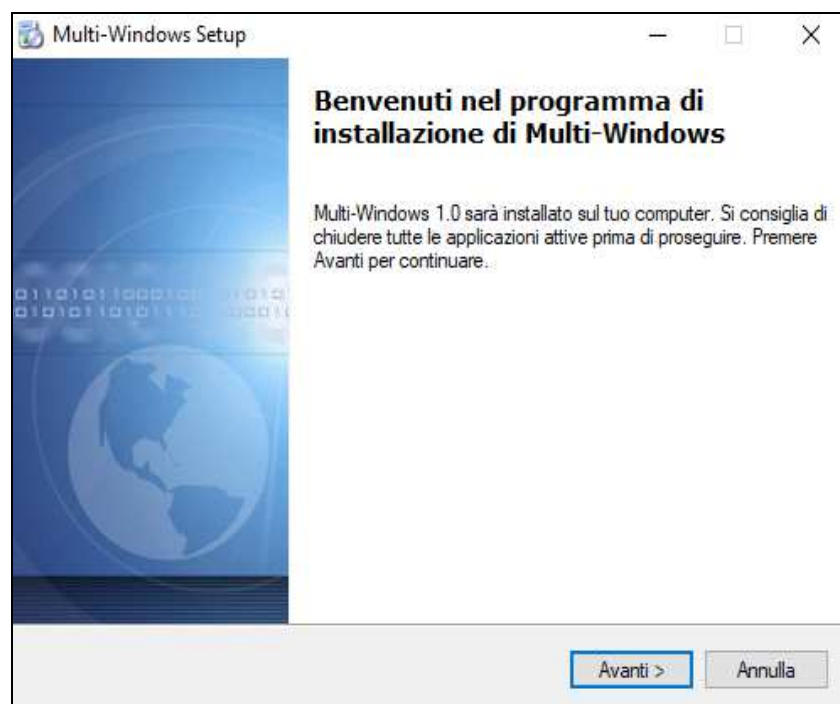 Multi-Windows Setup
Benvenuti nel programma di
installazione di Multi-Windows
Multi-Windows 1.0 sarà installato sul tuo computer. Si consiglia di
chiudere tutte le applicazioni attive prima di proseguire. Premere
Avanti per continuare.
Avanti >
Annulla